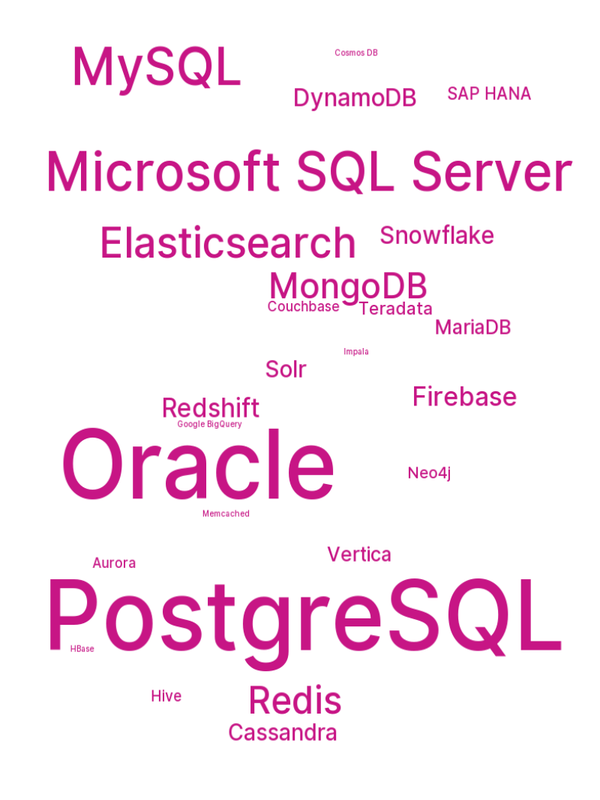 MySQL
Cosmos DB
DynamoDB
SAP HANA
Microsoft SQL Server
Elasticsearch
Snowflake
MongoDB
Couchbase
Teradata
MariaDB
Impala
Solr
Firebase
Redshift
Google BigQuery
Oracle
Neo4j
Memcached
Vertica
Aurora
PostgreSQL
HBase
Hive
Redis
Cassandra